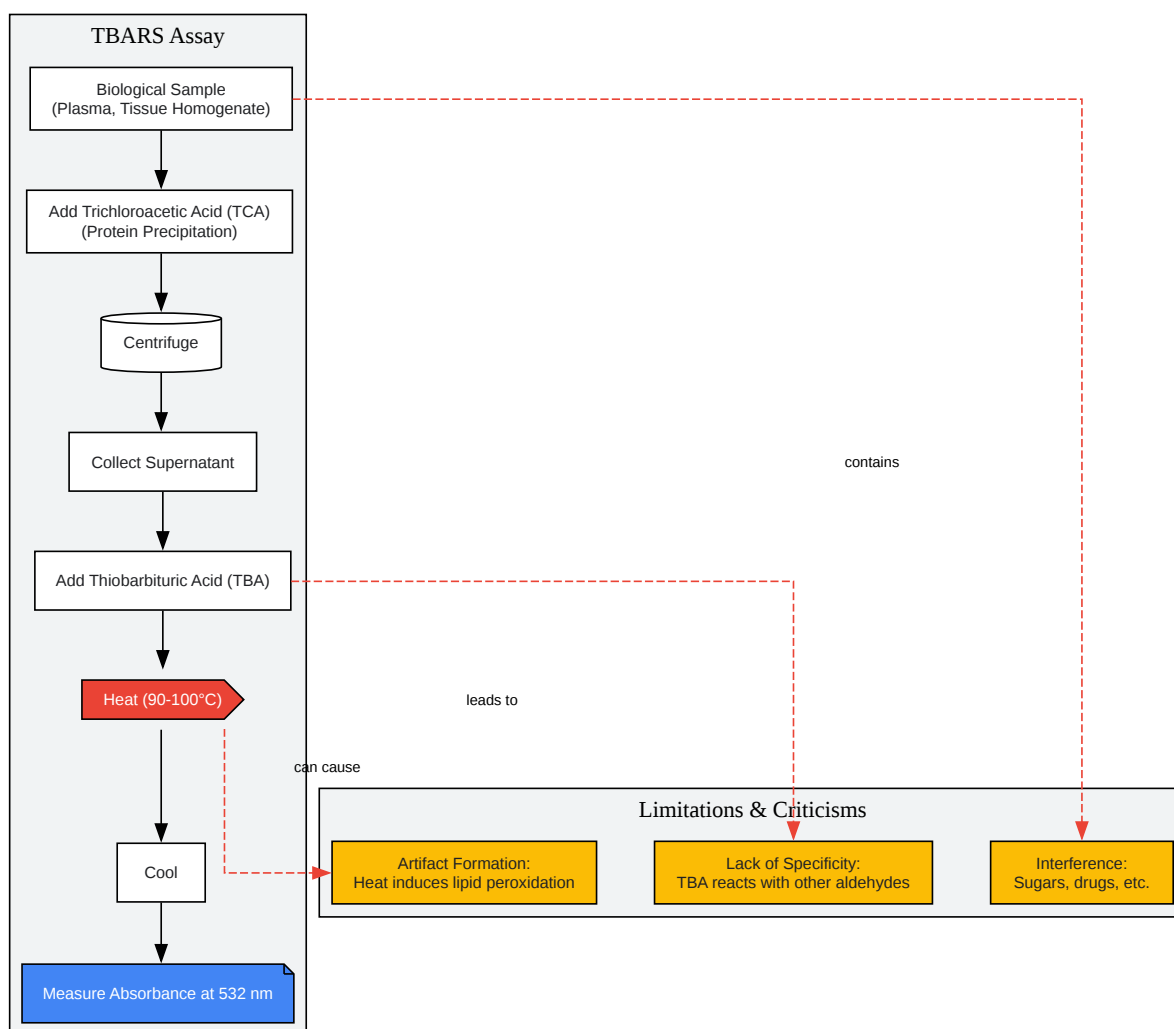 TBARS Assay
Biological Sample
(Plasma, Tissue Homogenate)
Add Trichloroacetic Acid (TCA)
(Protein Precipitation)
Centrifuge
Collect Supernatant
contains
Add Thiobarbituric Acid (TBA)
Heat (90-100°C)
leads to
can cause
Limitations & Criticisms
Artifact Formation:
Heat induces lipid peroxidation
Lack of Specificity:
TBA reacts with other aldehydes
Interference:
Sugars, drugs, etc.
Cool
Measure Absorbance at 532 nm